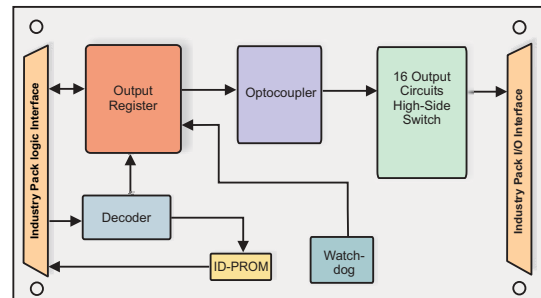 Industry Pack logic Interface
Output
Register
Optocoupler
16 Output
Circuits
High-Side
Switch
Industry Pack I/O Interface
Decoder
ID-PROM
Watch-
dog